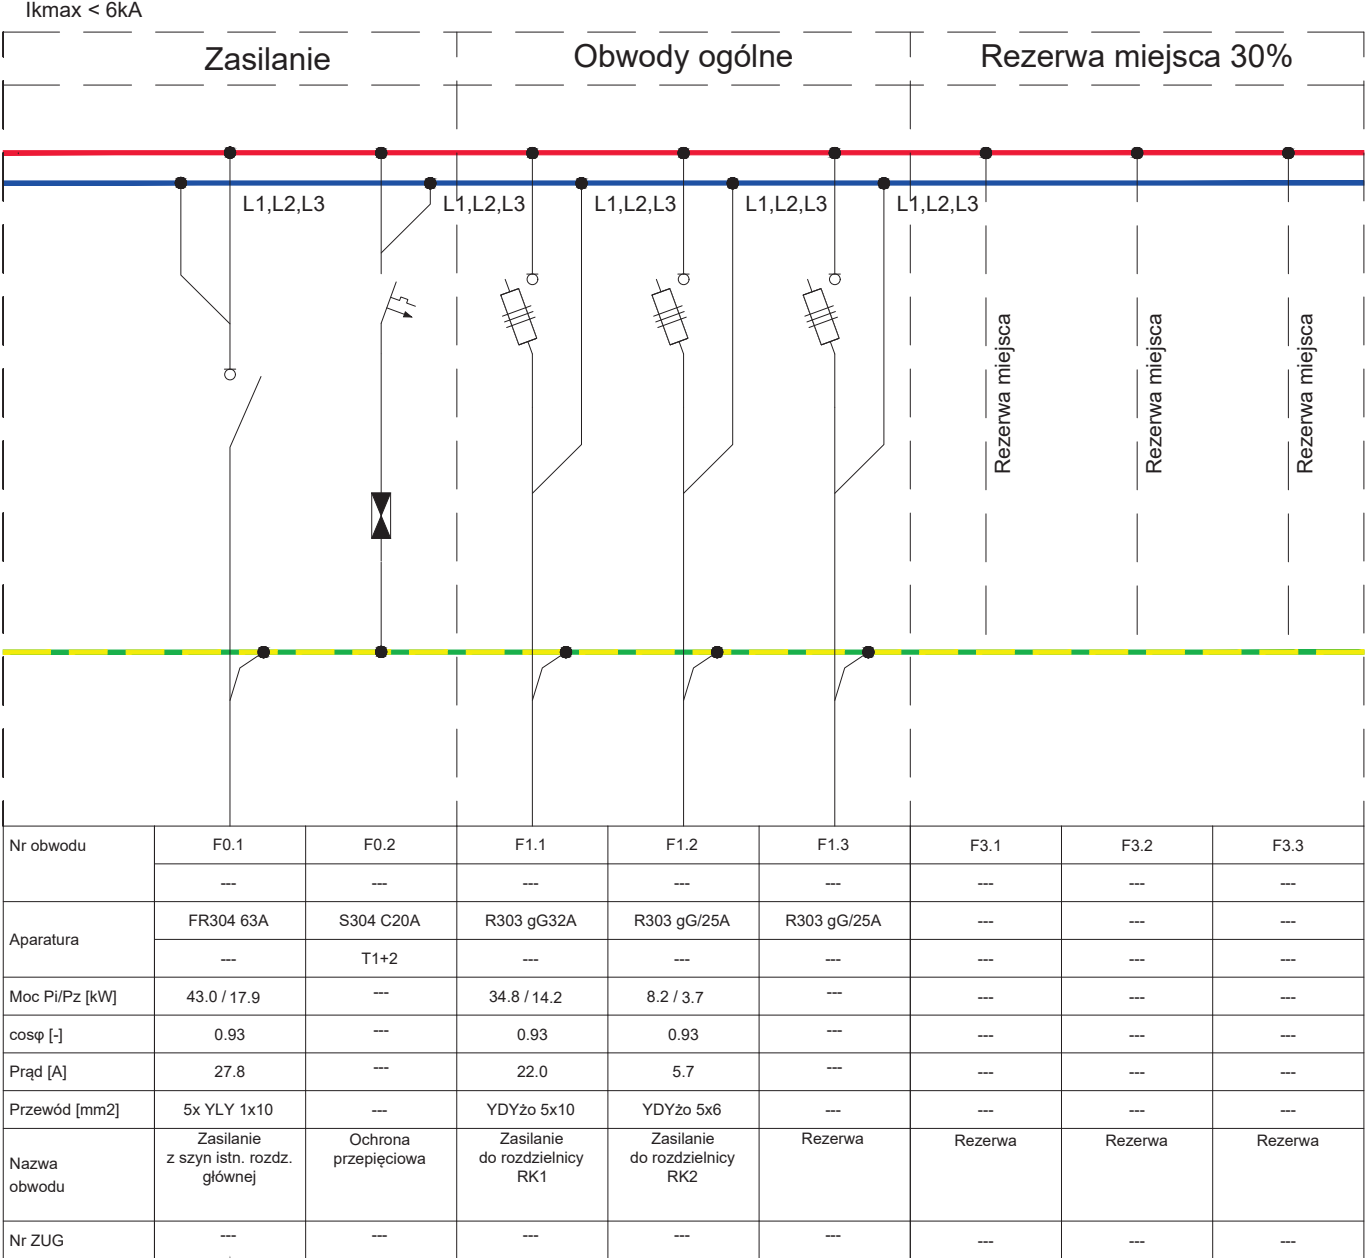 Ikmax < 6kA
Zasilanie
Obwody ogólne
Rezerwa miejsca 30%
L1,L2,L3
L1,L2,L3
L1,L2,L3
L1,L2,L3
L1,L2,L3
Rezerwa miejsca
Rezerwa miejsca
Rezerwa miejsca
Nr obwodu F0.1 F0.2 F1.1 F1.2 F1.3 F3.1 F3.2 F3.3
--- --- --- --- --- --- --- ---
Aparatura FR304 63A S304 C20A R303 gG32A R303 gG/25A R303 gG/25A --- --- ---
--- T1+2 --- --- --- --- --- ---
Moc Pi/Pz [kW] 43.0 / 17.9 --- 34.8 / 14.2 8.2 / 3.7 --- --- --- ---
cosφ [-] 0.93 --- 0.93 0.93 --- --- --- ---
Prąd [A] 27.8 --- 22.0 5.7 --- --- --- ---
Przewód [mm2] 5x YLY 1x10 --- YDYżo 5x10 YDYżo 5x6 --- --- --- ---
Nazwa
obwodu
Zasilanie
z szyn istn. rozdz.
głównej
Ochrona
przepięciowa
Zasilanie
do rozdzielnicy
RK1
Zasilanie
do rozdzielnicy
RK2
Rezerwa
Rezerwa
Rezerwa
Rezerwa
Nr ZUG --- --- --- --- --- --- --- ---